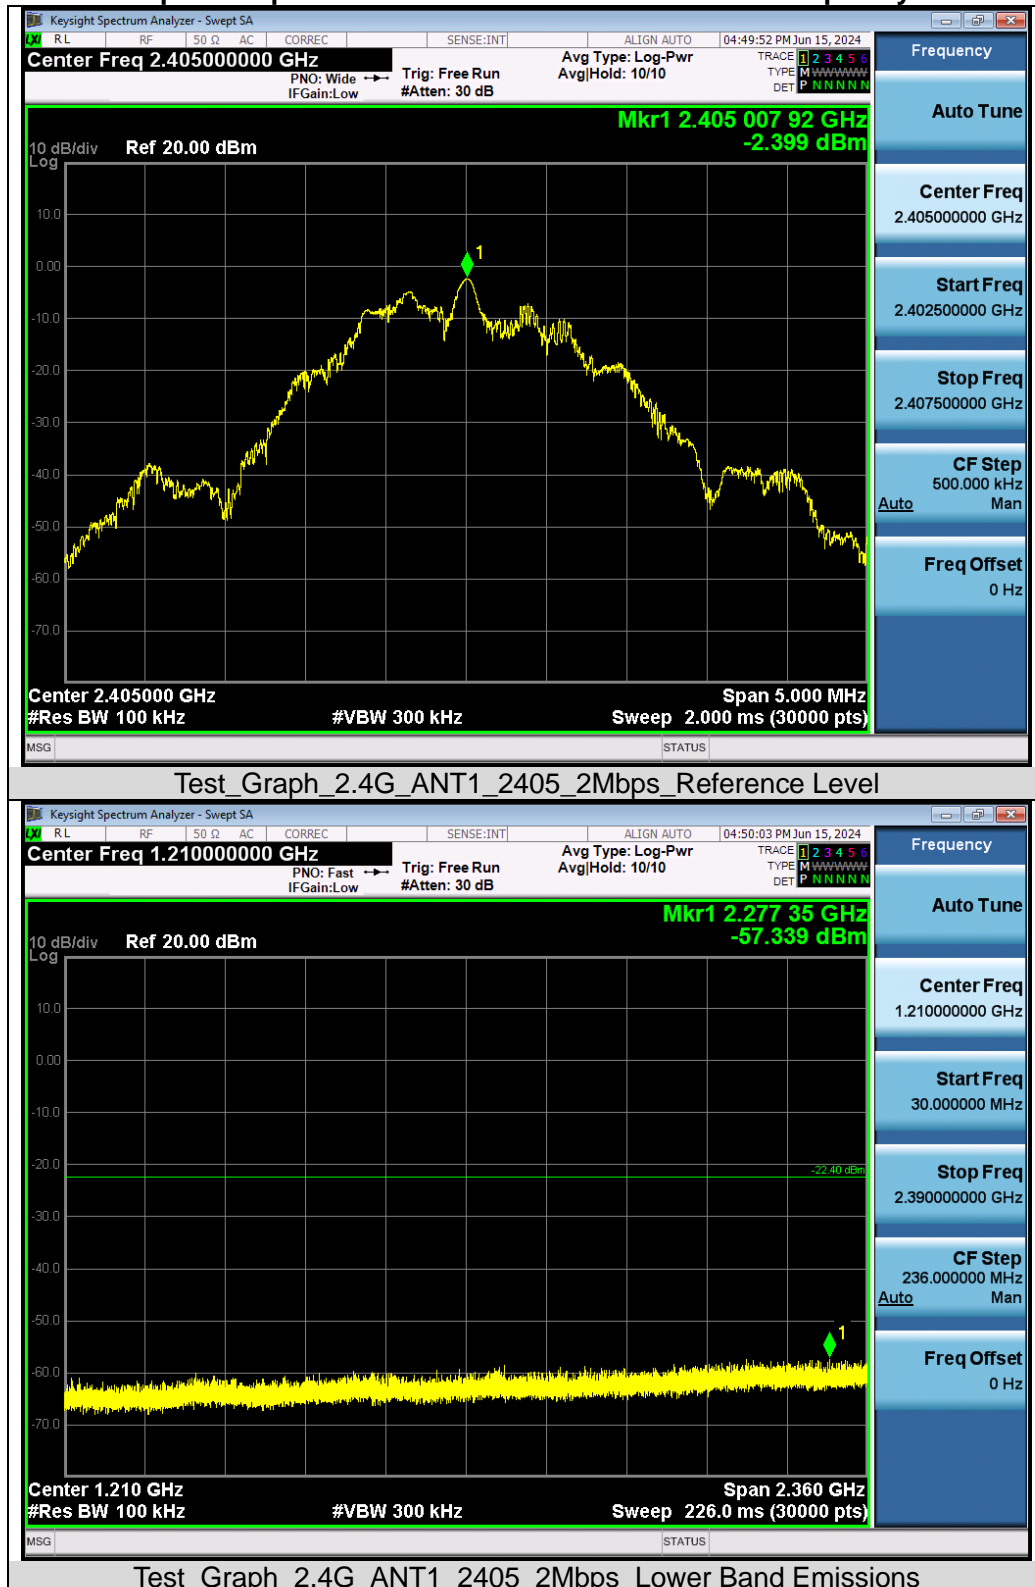 Keysight Spectrum Analyzer - Swept SA
LXI RL RF 50 Ω AC CORREC SENSE:INT ALIGN AUTO 04:49:52 PM Jun 15, 2024
Center Freq 2.405000000 GHz
PNO: Wide
IFGain:Low
Trig: Free Run
#Atten: 30 dB
Avg Type: Log-Pwr
Avg|Hold: 10/10
TRACE 1 2 3 4 5 6
TYPE M W W W W W
DET P N N N N N
Mkr1 2.405 007 92 GHz
-2.399 dBm
10 dB/div
Log
Ref 20.00 dBm
10.0
0.00
-10.0
-20.0
-30.0
-40.0
-50.0
-60.0
-70.0
1
Center 2.405000 GHz
Span 5.000 MHz
#Res BW 100 kHz
#VBW 300 kHz
Sweep 2.000 ms (30000 pts)
MSG
STATUS
Frequency
Auto Tune
Center Freq
2.405000000 GHz
Start Freq
2.402500000 GHz
Stop Freq
2.407500000 GHz
CF Step
500.000 kHz
Auto Man
Freq Offset
0 Hz
Test_Graph_2.4G_ANT1_2405_2Mbps_Reference Level
Keysight Spectrum Analyzer - Swept SA
LXI RL RF 50 Ω AC CORREC SENSE:INT ALIGN AUTO 04:50:03 PM Jun 15, 2024
Center Freq 1.210000000 GHz
PNO: Fast
IFGain:Low
Trig: Free Run
#Atten: 30 dB
Avg Type: Log-Pwr
Avg|Hold: 10/10
TRACE 1 2 3 4 5 6
TYPE M W W W W W
DET P N N N N N
Mkr1 2.277 35 GHz
-57.339 dBm
10 dB/div
Log
Ref 20.00 dBm
10.0
0.00
-10.0
-20.0
-30.0
-40.0
-50.0
-60.0
-70.0
-22.40 dBm
1
Center 1.210 GHz
Span 2.360 GHz
#Res BW 100 kHz
#VBW 300 kHz
Sweep 226.0 ms (30000 pts)
MSG
STATUS
Frequency
Auto Tune
Center Freq
1.210000000 GHz
Start Freq
30.000000 MHz
Stop Freq
2.390000000 GHz
CF Step
236.000000 MHz
Auto Man
Freq Offset
0 Hz
Test_Graph_2.4G_ANT1_2405_2Mbps_Lower Band Emissions